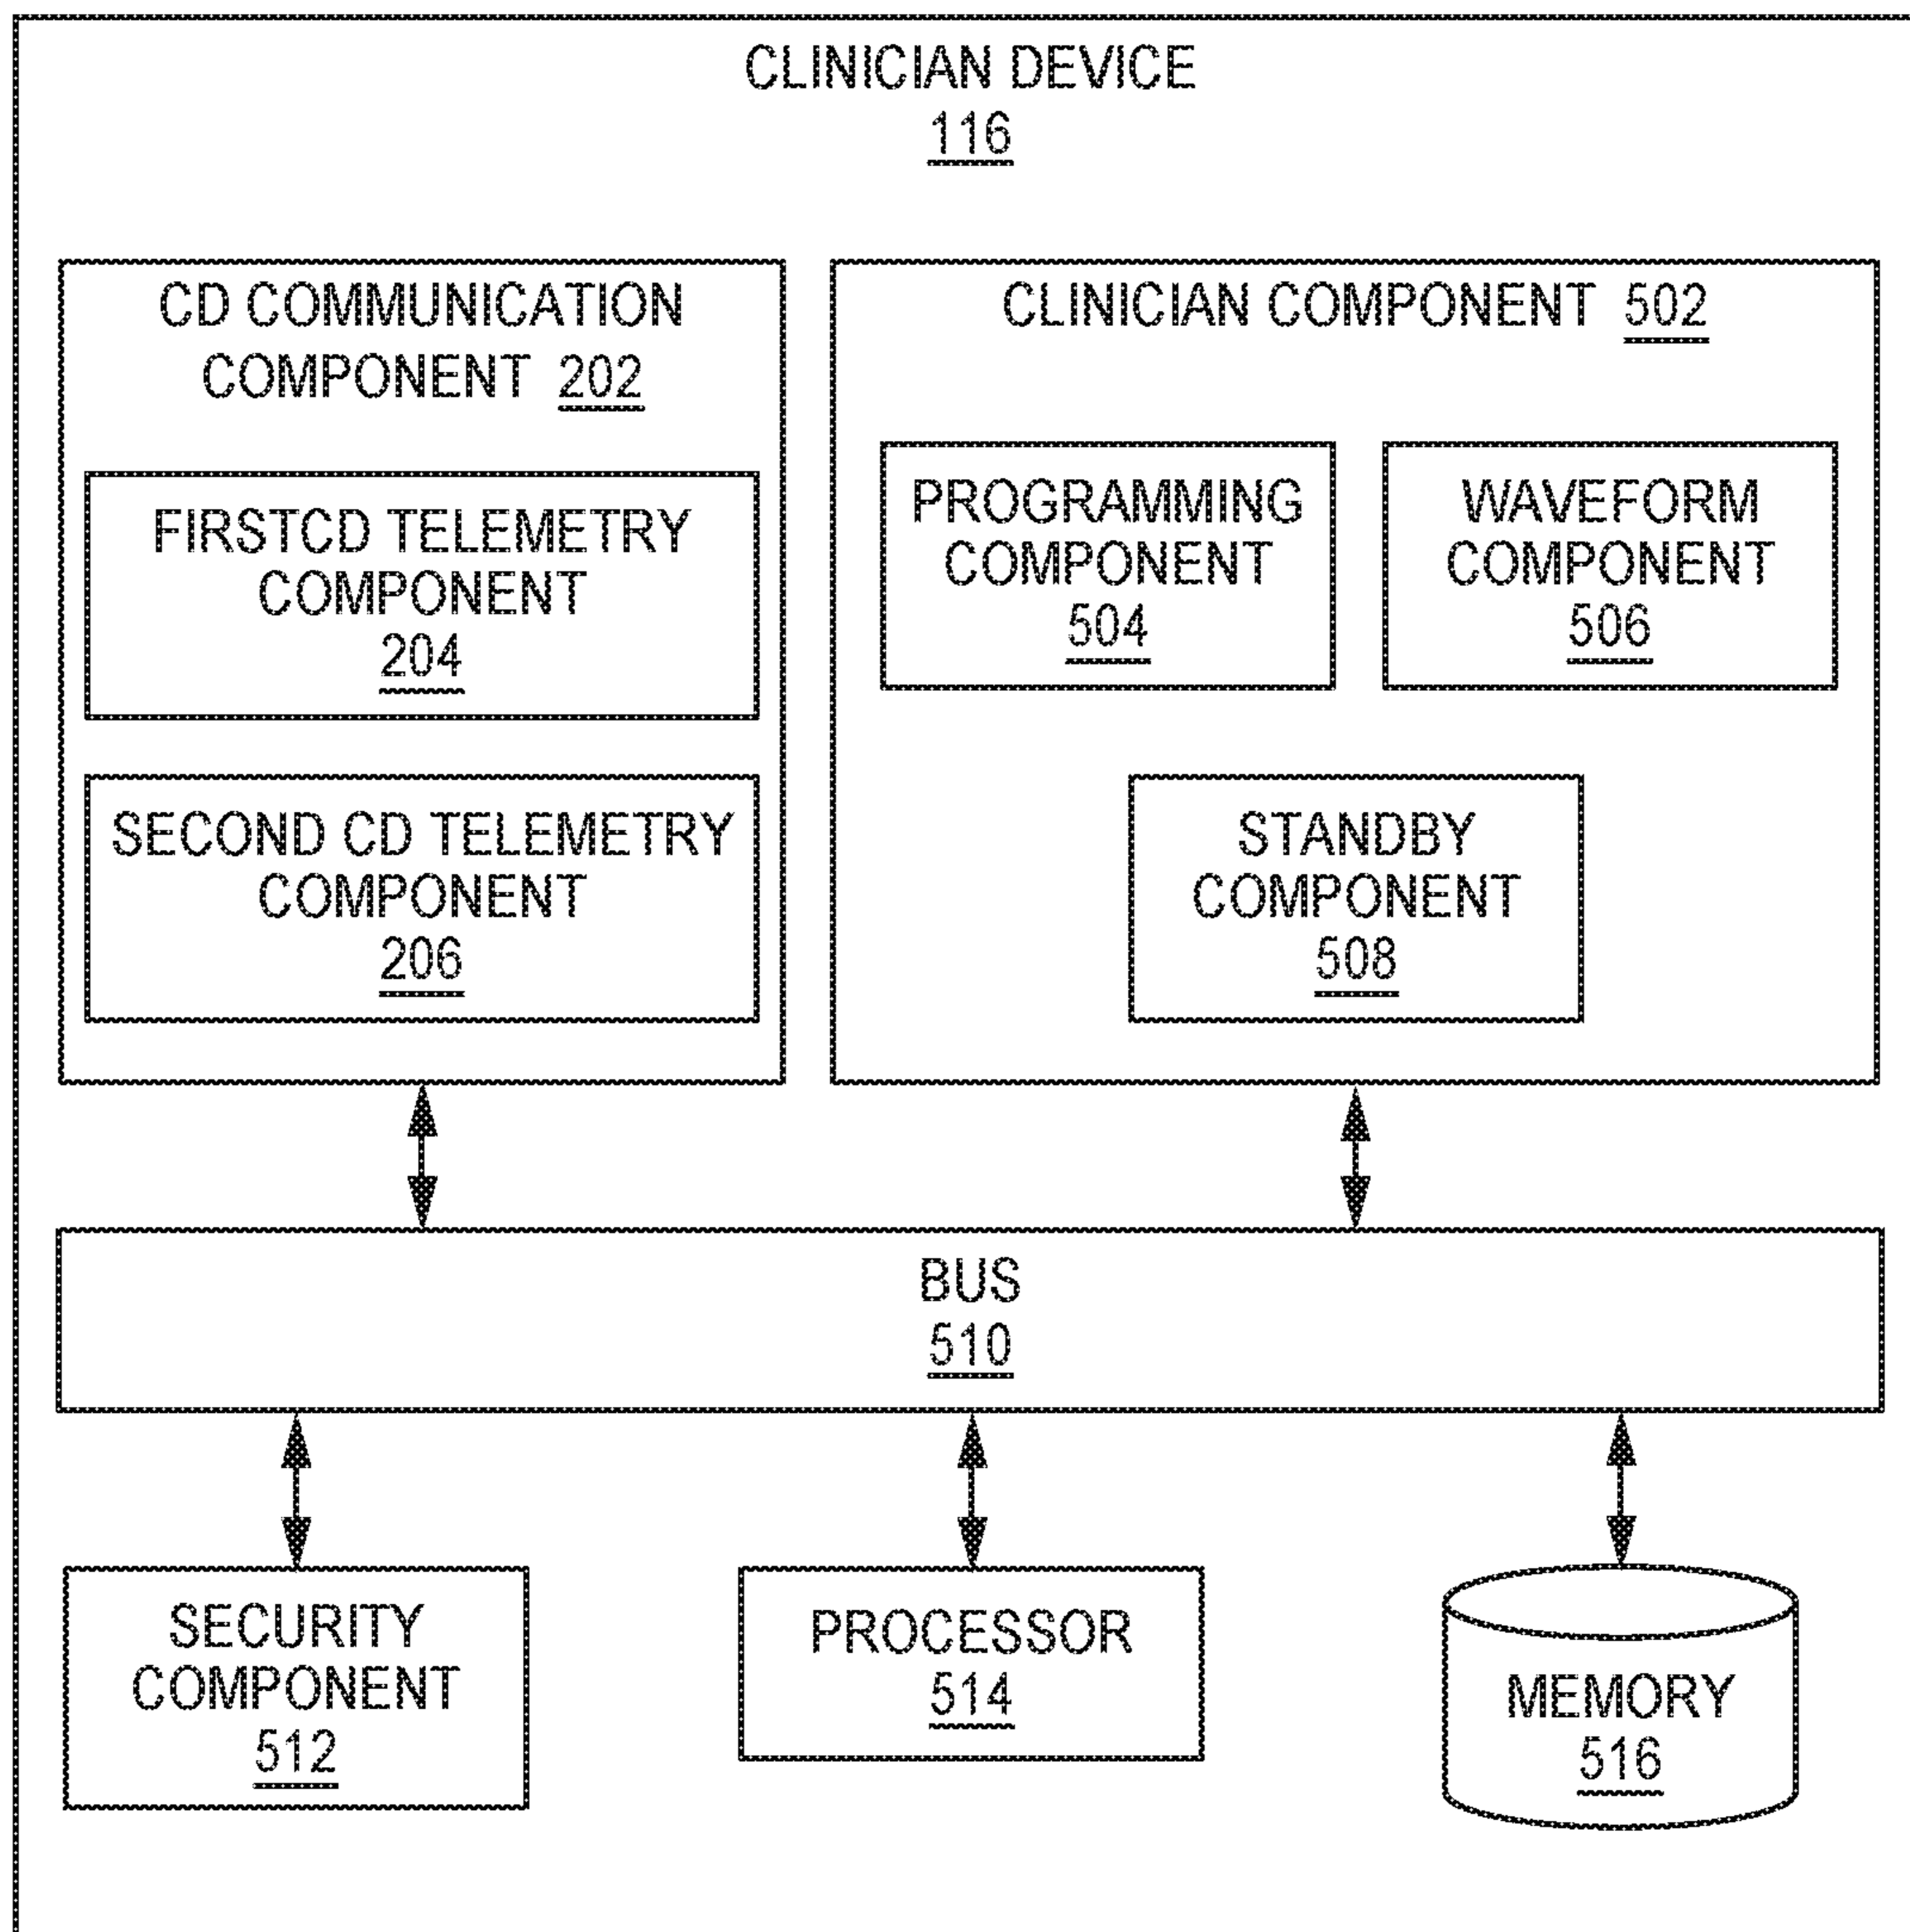 CLINICIAN DEVICE
116
CD COMMUNICATION
COMPONENT 202
FIRSTCD TELEMETRY
COMPONENT
204
SECOND CD TELEMETRY
COMPONENT
206
CLINICIAN COMPONENT 502
PROGRAMMING
COMPONENT
504
WAVEFORM
COMPONENT
506
STANDBY
COMPONENT
508
BUS
510
SECURITY
COMPONENT
512
PROCESSOR
514
MEMORY
516